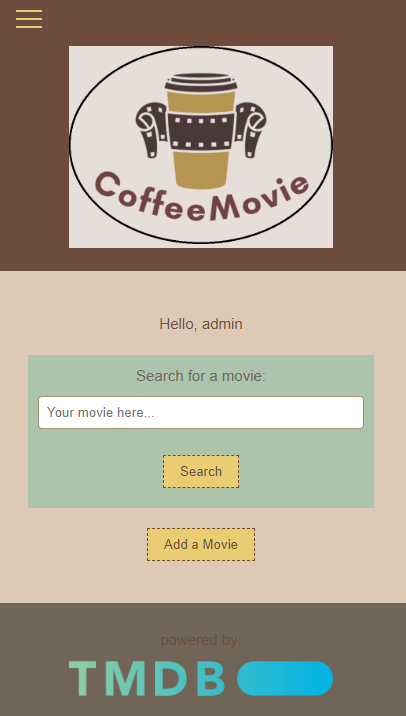 CoffeeMovie
Hello, admin
Search for a movie:
Your movie here...
Search
Add a Movie
powered by:
TMDB